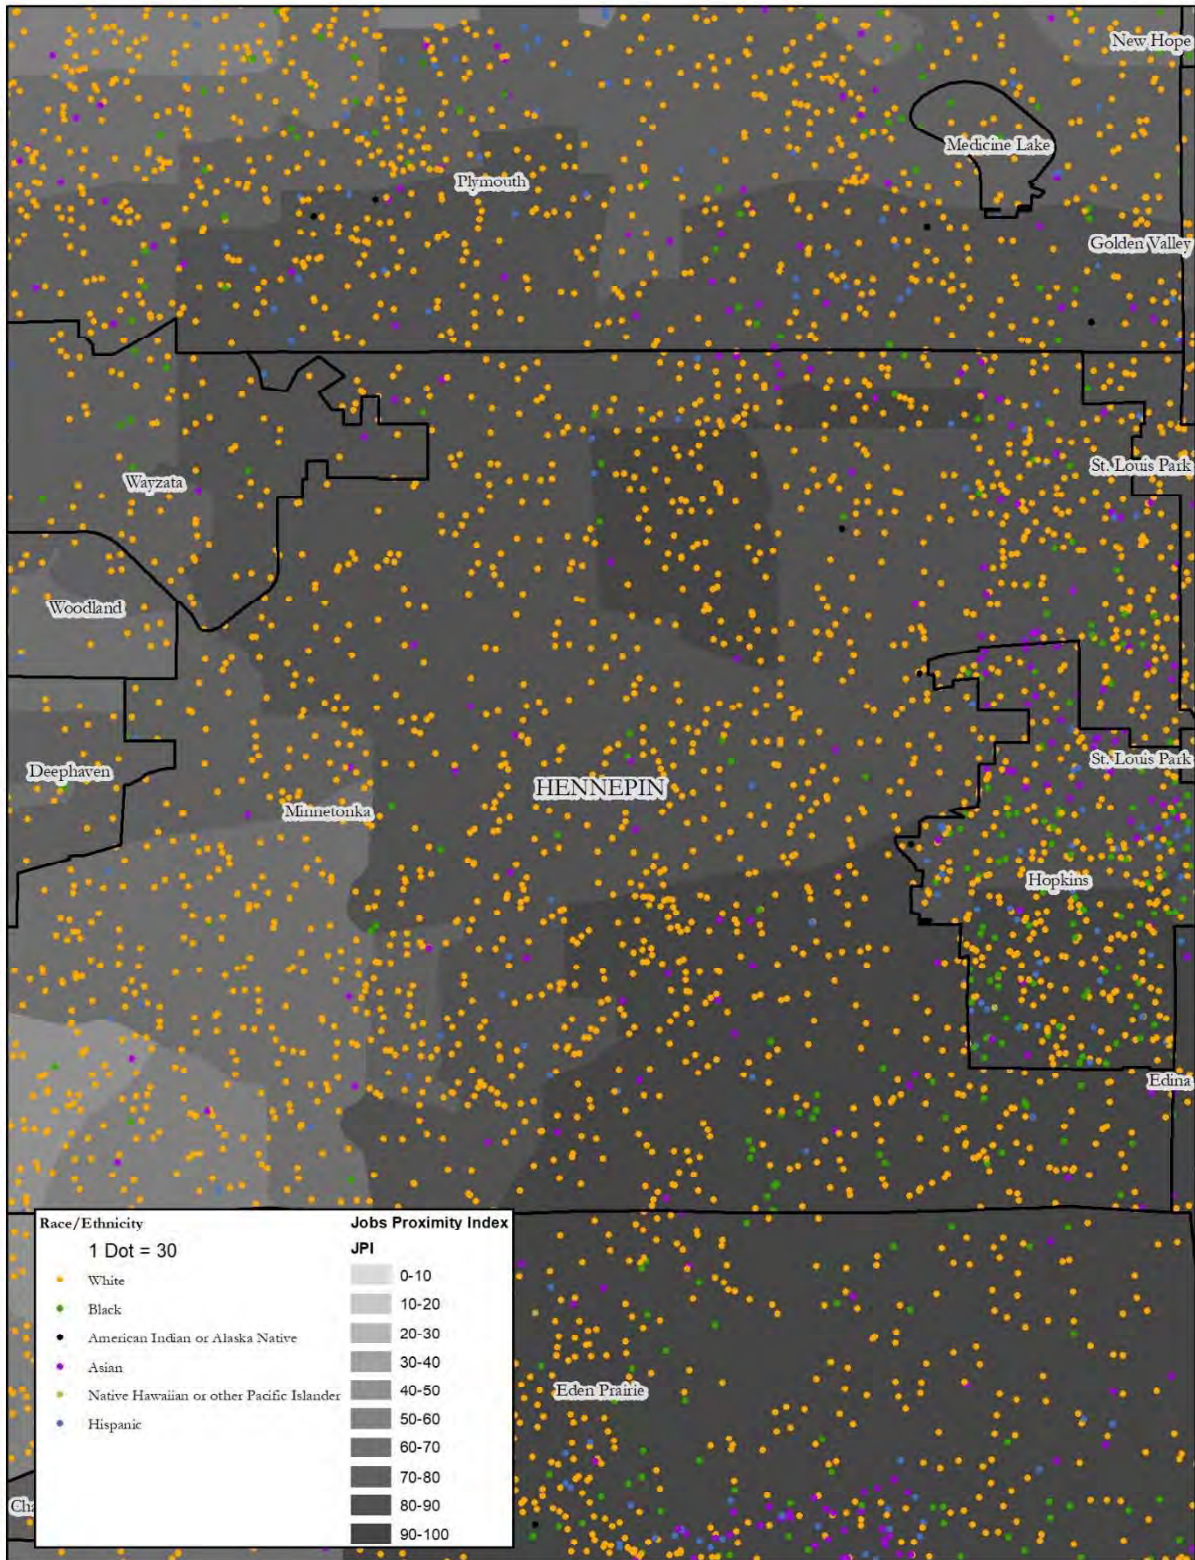 New Hope
Medicine Lake
Plymouth
Golden Valley
St. Louis Park
Wayzata
Woodland
St. Louis Park
Deephaven
HENNEPIN
Minnetonka
Hopkins
Edina
Race/Ethnicity
1 Dot = 30
White
Black
American Indian or Alaska Native
Asian
Native Hawaiian or other Pacific Islander
Hispanic
Jobs Proximity Index
JPI
0-10
10-20
20-30
30-40
40-50
50-60
60-70
70-80
80-90
90-100
Eden Prairie